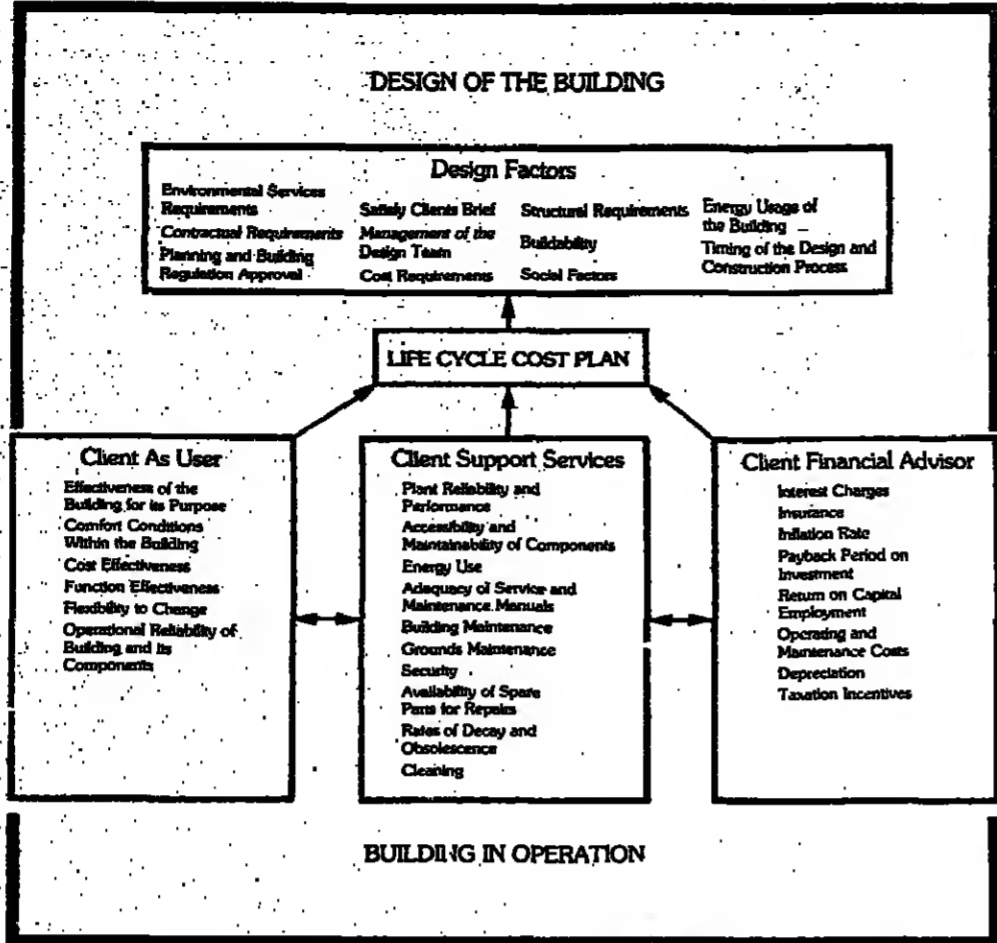 DESIGN OF THE BUILDING
Design Factors
Environmental Services
Requirements
Contractual Requirements
Planning and Building
Regulation Approval
Satisfy Clients Brief
Management of the
Design Team
Cost Requirements
Structural Requirements
Buildability
Social Factors
Energy Usage of
the Building
Timing of the Design and
Construction Process
LIFE CYCLE COST PLAN
Client As User
Effectiveness of the
Building for its Purpose
Comfort Conditions
Within the Building
Cost Effectiveness
Function Effectiveness
Flexibility to Change
Operational Reliability of
Building and its
Components
Client Support Services
Plant Reliability and
Performance
Accessibility and
Maintainability of Components
Energy Use
Adequacy of Service and
Maintenance Manuals
Building Maintenance
Grounds Maintenance
Security
Availability of Spare
Parts for Repairs
Rates of Decay and
Obsolescence
Cleaning
Client Financial Advisor
Interest Charges
Insurance
Inflation Rate
Payback Period on
Investment
Return on Capital
Employment
Operating and
Maintenance Costs
Depreciation
Taxation Incentives
BUILDING IN OPERATION